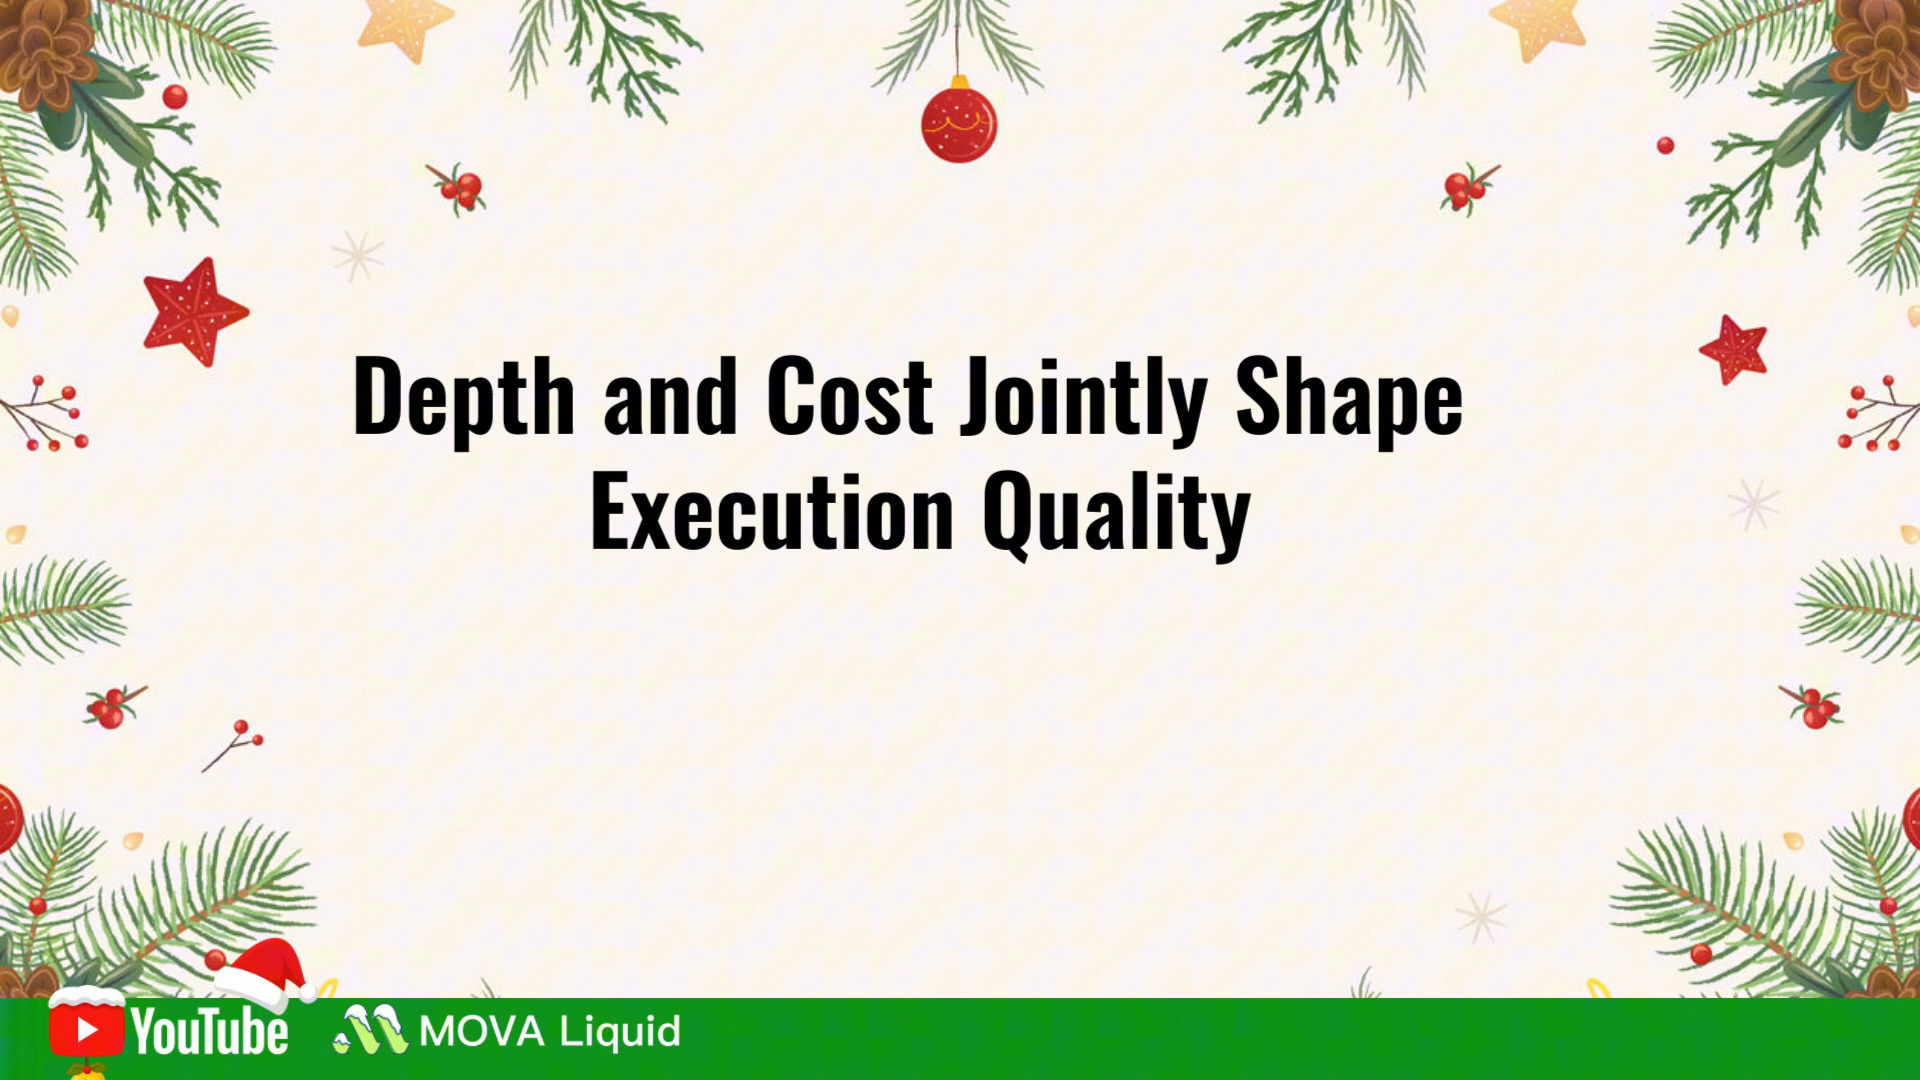 Depth and Cost Jointly Shape
Execution Quality
YouTube MOVA Liquid